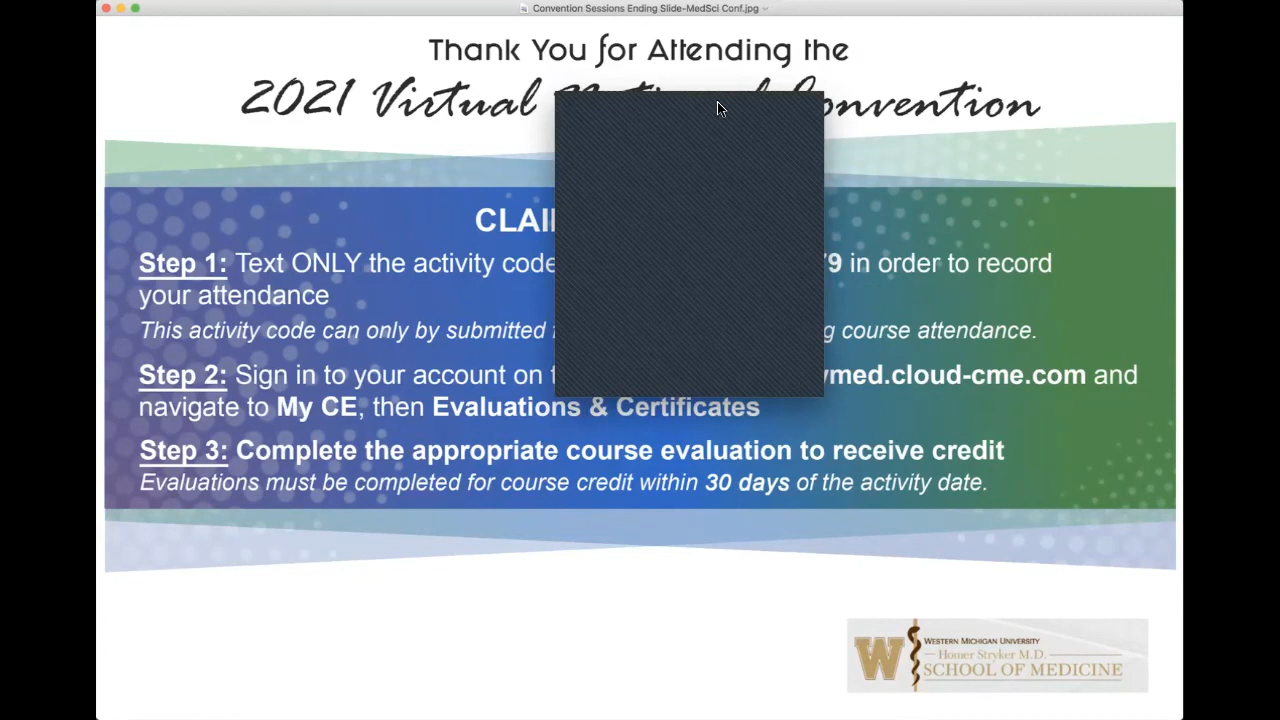 Convention Sessions Ending Slide-MedSci Conf.jpg
Thank You for Attending the
2021 Virtual Convention
CLAI
Step 1: Text ONLY the activity code 79 in order to record
your attendance
This activity code can only by submitted g course attendance.
Step 2: Sign in to your account on ymed.cloud-cme.com and
navigate to My CE, then Evaluations & Certificates
Step 3: Complete the appropriate course evaluation to receive credit
Evaluations must be completed for course credit within 30 days of the activity date.
W
WESTERN MICHIGAN UNIVERSITY
Homer Stryker M.D.
SCHOOL OF MEDICINE